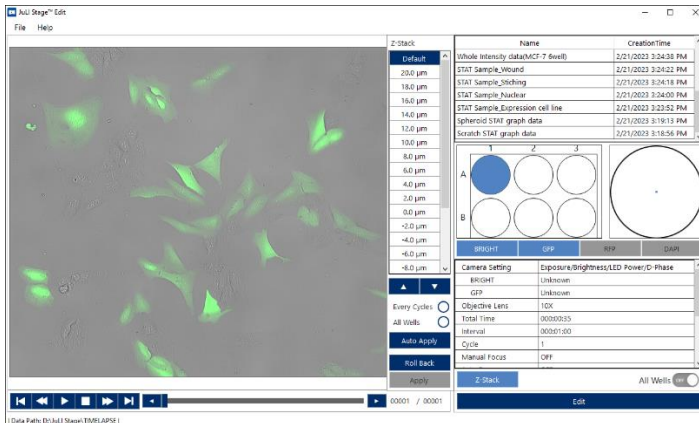 JuLI Stage™ Edit
File Help
Z-Stack
Default
20.0 μm
18.0 μm
16.0 μm
14.0 μm
12.0 μm
10.0 μm
8.0 μm
6.0 μm
4.0 μm
2.0 μm
0.0 μm
-2.0 μm
-4.0 μm
-6.0 μm
-8.0 μm
Every Cycles
All Wells
Auto Apply
Roll Back
Apply
00001 / 00001
Name CreationTime
Whole Intensity data(MCF-7 6well) 2/21/2023 3:24:38 PM
STAT Sample_Wound 2/21/2023 3:24:22 PM
STAT Sample_Stiching 2/21/2023 3:24:18 PM
STAT Sample_Nuclear 2/21/2023 3:24:00 PM
STAT Sample_Expression cell line 2/21/2023 3:23:52 PM
Spheroid STAT graph data 2/21/2023 3:19:13 PM
Scratch STAT graph data 2/21/2023 3:18:56 PM
1 2 3
A
B
BRIGHT GFP RFP DAPI
Camera Setting Exposure/Brightness/LED Power/D-Phase
BRIGHT Unknown
GFP Unknown
Objective Lens 10X
Total Time 000:00:35
Interval 000:01:00
Cycle 1
Manual Focus OFF
Z-Stack All Wells OFF
Edit
| Data Path: D:\JuLI Stage\TIMELAPSE |